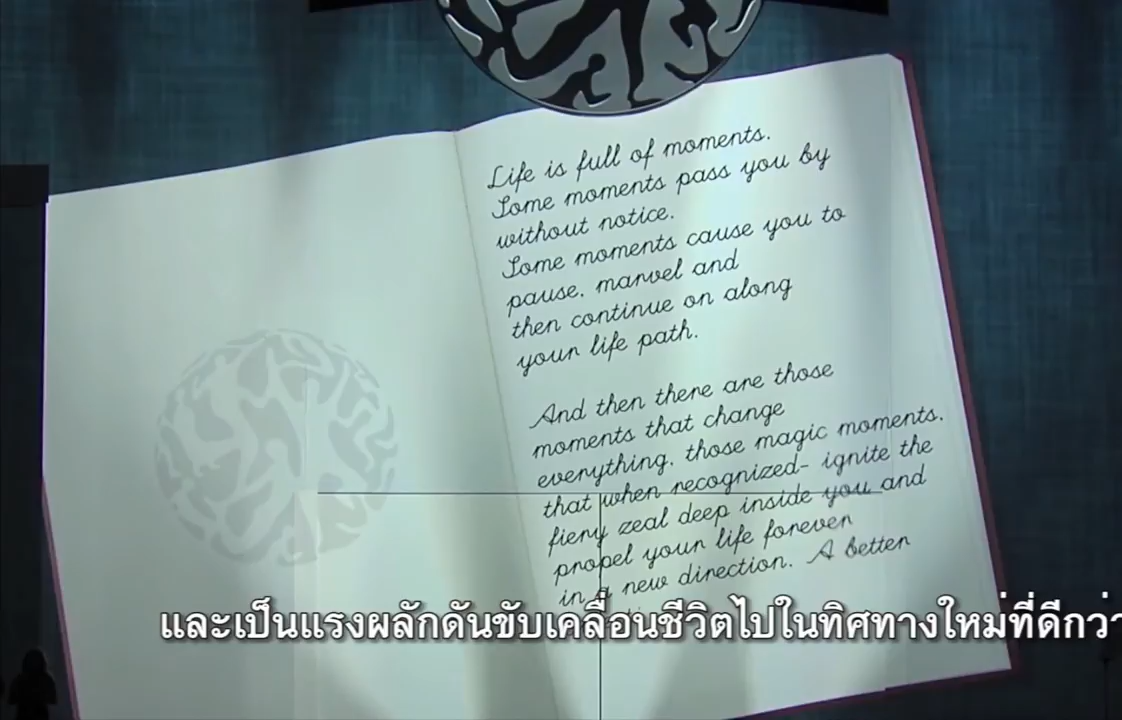 Life is full of moments.
Some moments pass you by
without notice.
Some moments cause you to
pause, marvel and
then continue on along
your life path.
And then there are those
moments that change
everything, those magic moments,
that when recognized- ignite the
fiery zeal deep inside you and
propel your life forever
in a new direction. A better
และเป็นแรงผลักดันขับเคลื่อนชีวิตไปในทิศทางใหม่ที่ดีกว่า